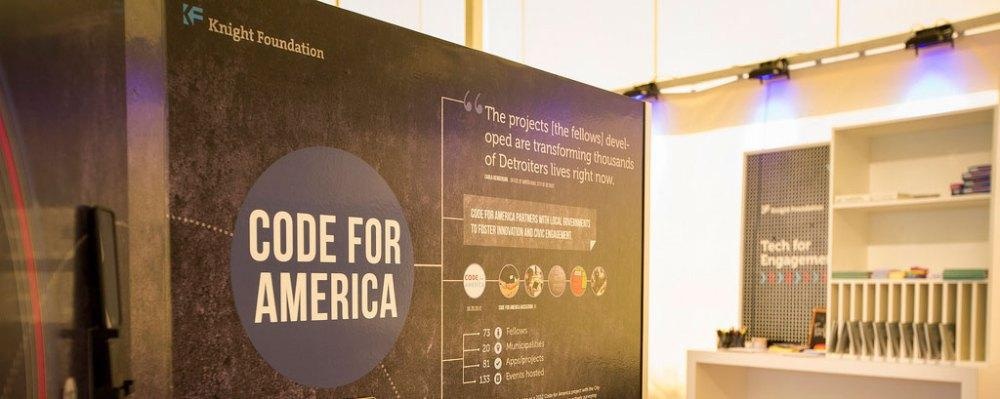 Knight Foundation
CODE FOR
AMERICA
“The projects [the fellows] devel-
oped are transforming thousands
of Detroiters lives right now.
CODE FOR AMERICA PARTNERS WITH LOCAL GOVERNMENTS
TO FOSTER INNOVATION AND CIVIC ENGAGEMENT.
CODE
AMERICA
73 Fellows
20 Municipalities
81 Apps/projects
133 Events hosted
Knight Foundation
Tech for
Engageme